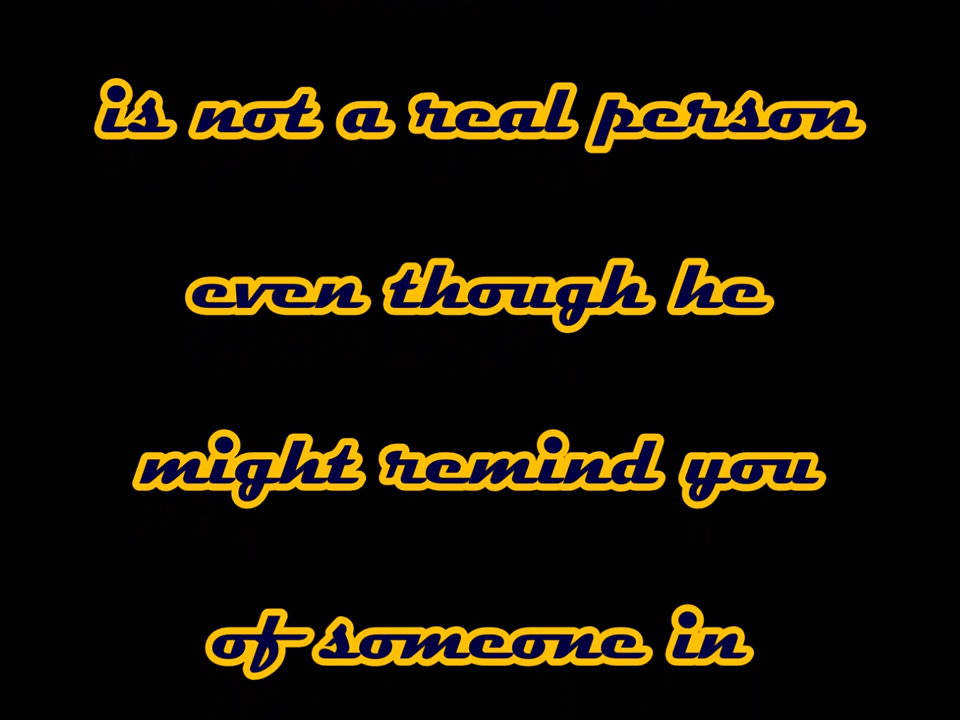 is not a real person
even though he
might remind you
of someone in